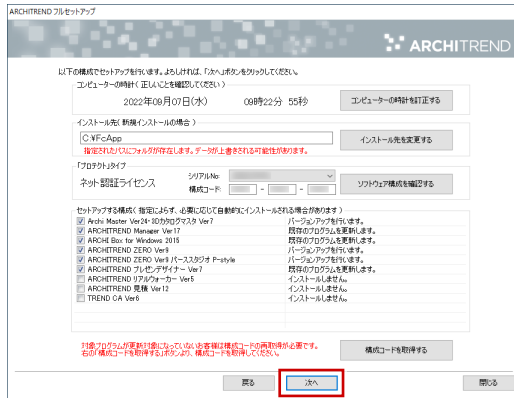 ARCHITREND フルセットアップ
ARCHITREND
以下の構成でセットアップを行います。よろしければ、「次へ」ボタンをクリックしてください。
コンピューターの時計( 正しいことを確認してください )
2022年09月07日(水) 09時22分 55秒 コンピューターの時計を訂正する
インストール先( 新規インストールの場合 )
C:¥FcApp インストール先を変更する
指定されたパスにフォルダが存在します。データが上書きされる可能性があります。
「プロテクト」タイプ
ネット認証ライセンス シリアルNo: ソフトウェア構成を確認する
構成コード: - -
セットアップする構成( 指定によらず、必要に応じて自動的にインストールされる場合があります )
Archi Master Ver24・3Dカタログマスタ Ver7 バージョンアップを行います。
ARCHITREND Manager Ver17 既存のプログラムを更新します。
ARCHI Box for Windows 2015 既存のプログラムを更新します。
ARCHITREND ZERO Ver9 バージョンアップを行います。
ARCHITREND ZERO Ver9 パーススタジオ P-style バージョンアップを行います。
ARCHITREND プレゼンデザイナー Ver7 既存のプログラムを更新します。
ARCHITREND リアルウォーカー Ver5 インストールしません。
ARCHITREND 見積 Ver12 インストールしません。
TREND CA Ver6 インストールしません。
対象プログラムが更新対象になっていないお客様は構成コードの再取得が必要です。
右の「構成コードを取得する」ボタンより、構成コードを取得してください。 構成コードを取得する
戻る 次へ 閉じる